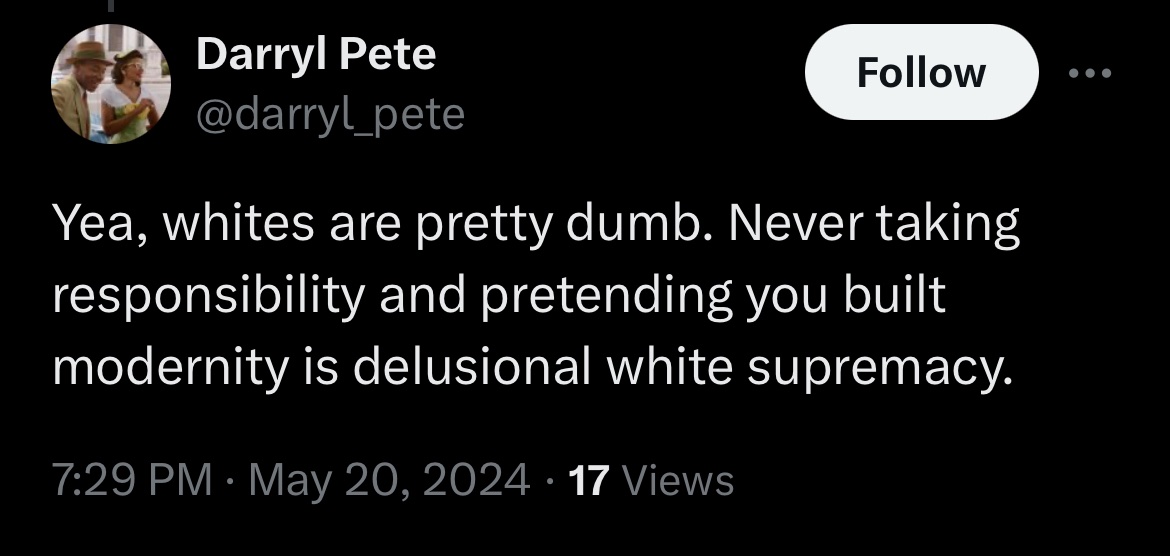 Darryl Pete
@darryl_pete
Follow
Yea, whites are pretty dumb. Never taking
responsibility and pretending you built
modernity is delusional white supremacy.
7:29 PM · May 20, 2024 · 17 Views